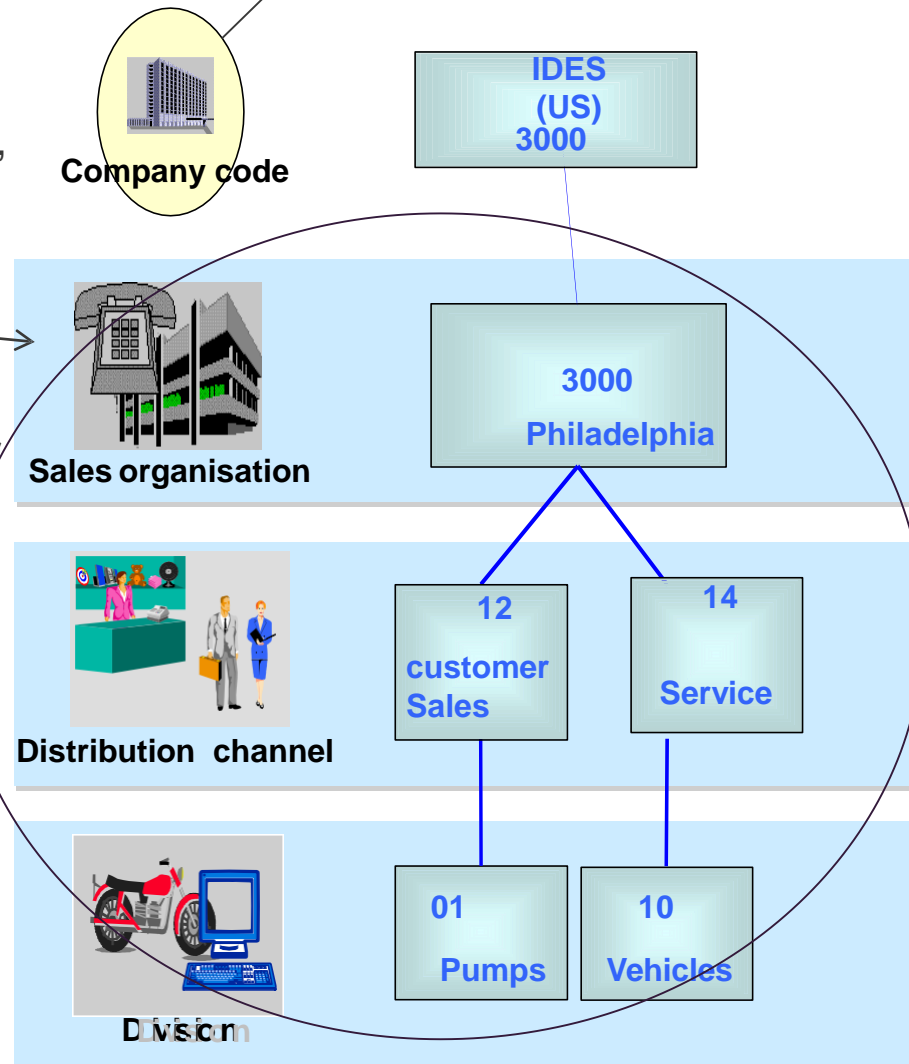 IDES
(US)
3000
,
Company code
3000
Philadelphia
Sales organisation
12
customer
Sales
14
Service
Distribution channel
01
Pumps
10
Vehicles
Division